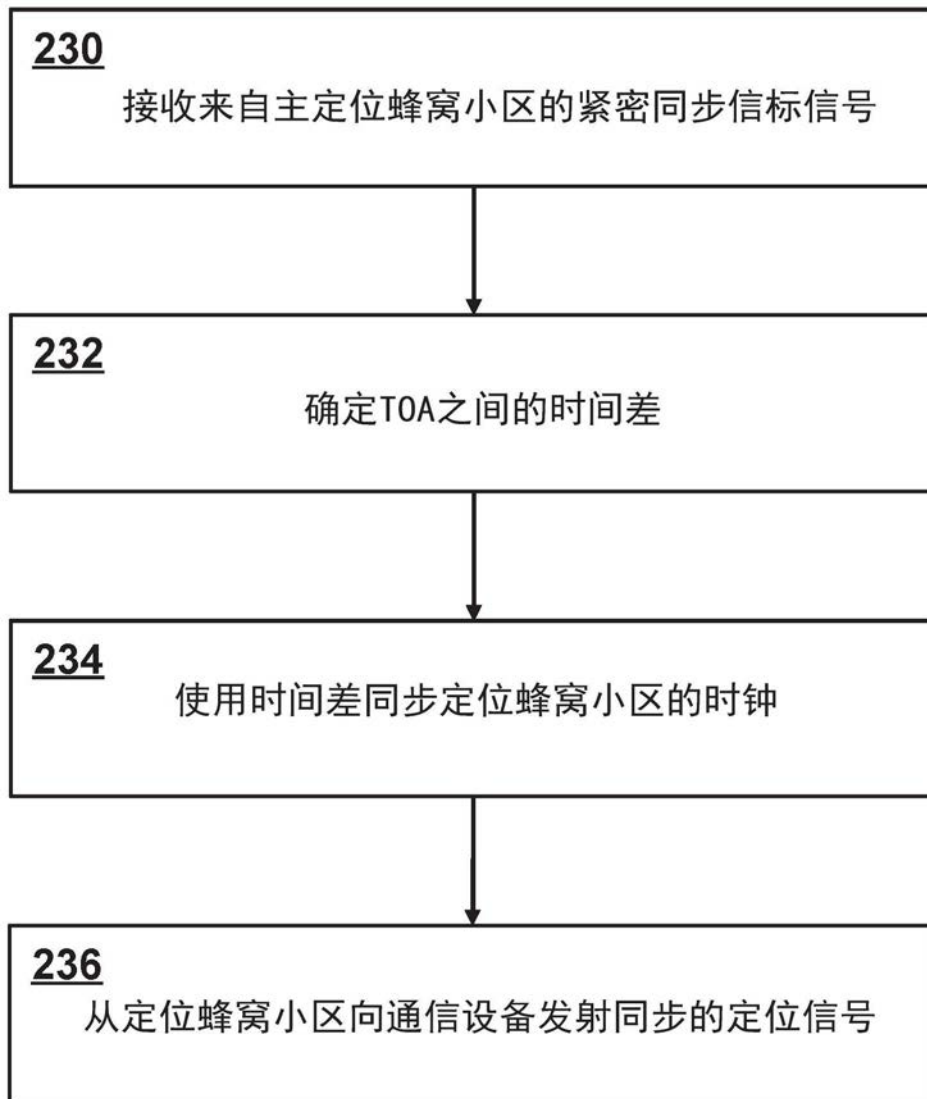 230
接收来自主定位蜂窝小区的紧密同步信标信号
232
确定TOA之间的时间差
234
使用时间差同步定位蜂窝小区的时钟
236
从定位蜂窝小区向通信设备发射同步的定位信号